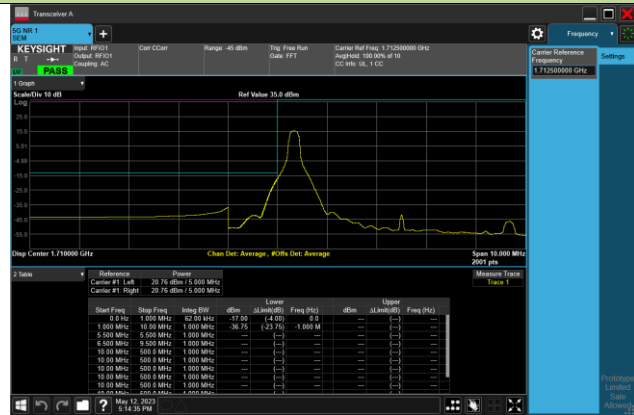 Transceiver A
5G NR 1
SEM
Frequency
KEYSIGHT
Input: RFIO1
Output: RFIO1
Coupling: AC
Corr CCorr
Range: -45 dBm
Trig: Free Run
Gate: FFT
Carrier Ref Freq: 1.712500000 GHz
Avg|Hold: 100.00% of 10
CC Info: UL, 1 CC
R T
PASS
Carrier Reference
Frequency
1.712500000 GHz
Settings
1 Graph
Scale/Div 10 dB
Ref Value 35.0 dBm
Log
25.0
15.0
5.01
-4.99
-15.0
-25.0
-35.0
-45.0
-55.0
Disp Center 1.710000 GHz
Chan Det: Average , #Offs Det: Average
Span 10.000 MHz
2001 pts
2 Table
Reference Power
Carrier #1: Left 20.76 dBm / 5.000 MHz
Carrier #1: Right 20.76 dBm / 5.000 MHz
Measure Trace
Trace 1
Lower Upper
Start Freq Stop Freq Integ BW dBm ΔLimit(dB) Freq (Hz) dBm ΔLimit(dB) Freq (Hz)
0.0 Hz 1.000 MHz 62.00 kHz -17.00 (-4.00) 0.0 --- (---) ---
1.000 MHz 10.00 MHz 1.000 MHz -36.75 (-23.75) -1.000 M --- (---) ---
5.500 MHz 5.500 MHz 1.000 MHz --- (---) --- --- (---) ---
6.500 MHz 9.500 MHz 1.000 MHz --- (---) --- --- (---) ---
10.00 MHz 500.0 MHz 1.000 MHz --- (---) --- --- (---) ---
10.00 MHz 500.0 MHz 1.000 MHz --- (---) --- --- (---) ---
10.00 MHz 500.0 MHz 1.000 MHz --- (---) --- --- (---) ---
10.00 MHz 500.0 MHz 1.000 MHz --- (---) --- --- (---) ---
10.00 MHz 500.0 MHz 1.000 MHz --- (---) --- --- (---) ---
Prototype
Limited
Sale
Allowed
May 12, 2023
5:14:35 PM